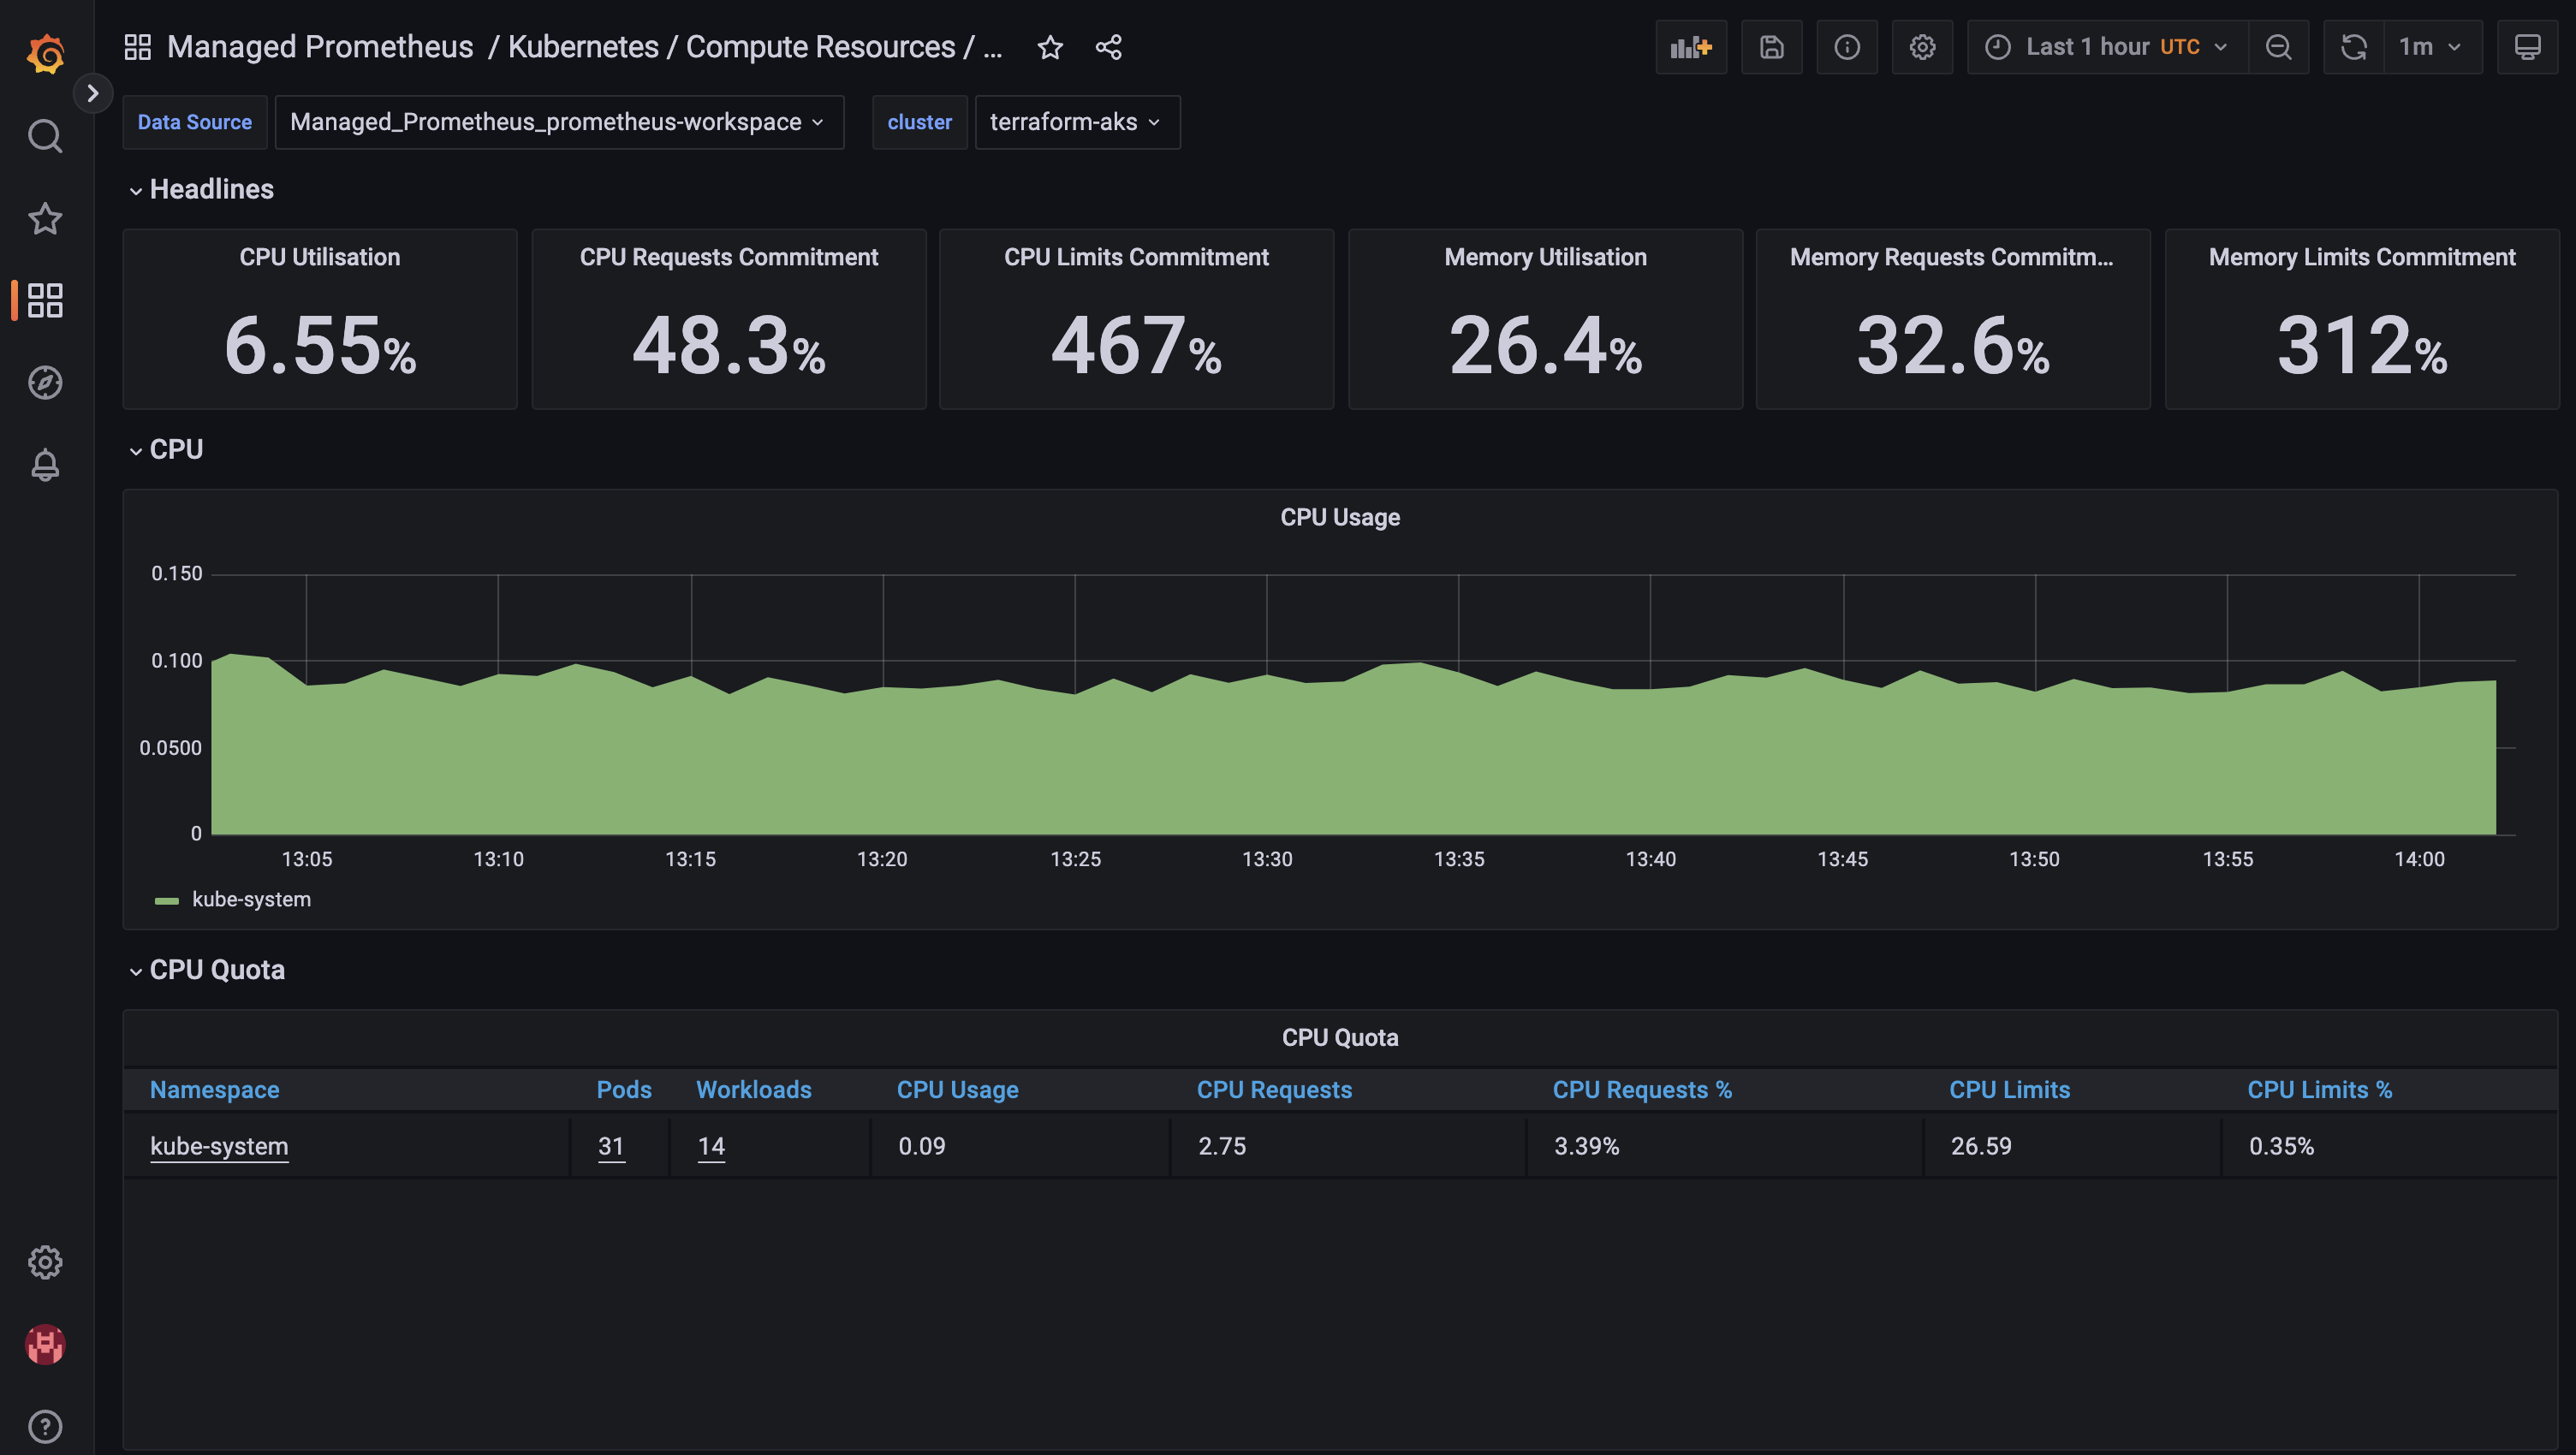 Managed Prometheus / Kubernetes / Compute Resources / ...
Last 1 hour UTC
1m
Data Source
Managed_Prometheus_prometheus-workspace
cluster
terraform-aks
Headlines
CPU Utilisation
6.55%
CPU Requests Commitment
48.3%
CPU Limits Commitment
467%
Memory Utilisation
26.4%
Memory Requests Commitm...
32.6%
Memory Limits Commitment
312%
CPU
CPU Usage
0.150
0.100
0.0500
0
13:05 13:10 13:15 13:20 13:25 13:30 13:35 13:40 13:45 13:50 13:55 14:00
kube-system
CPU Quota
CPU Quota
Namespace Pods Workloads CPU Usage CPU Requests CPU Requests % CPU Limits CPU Limits %
kube-system 31 14 0.09 2.75 3.39% 26.59 0.35%